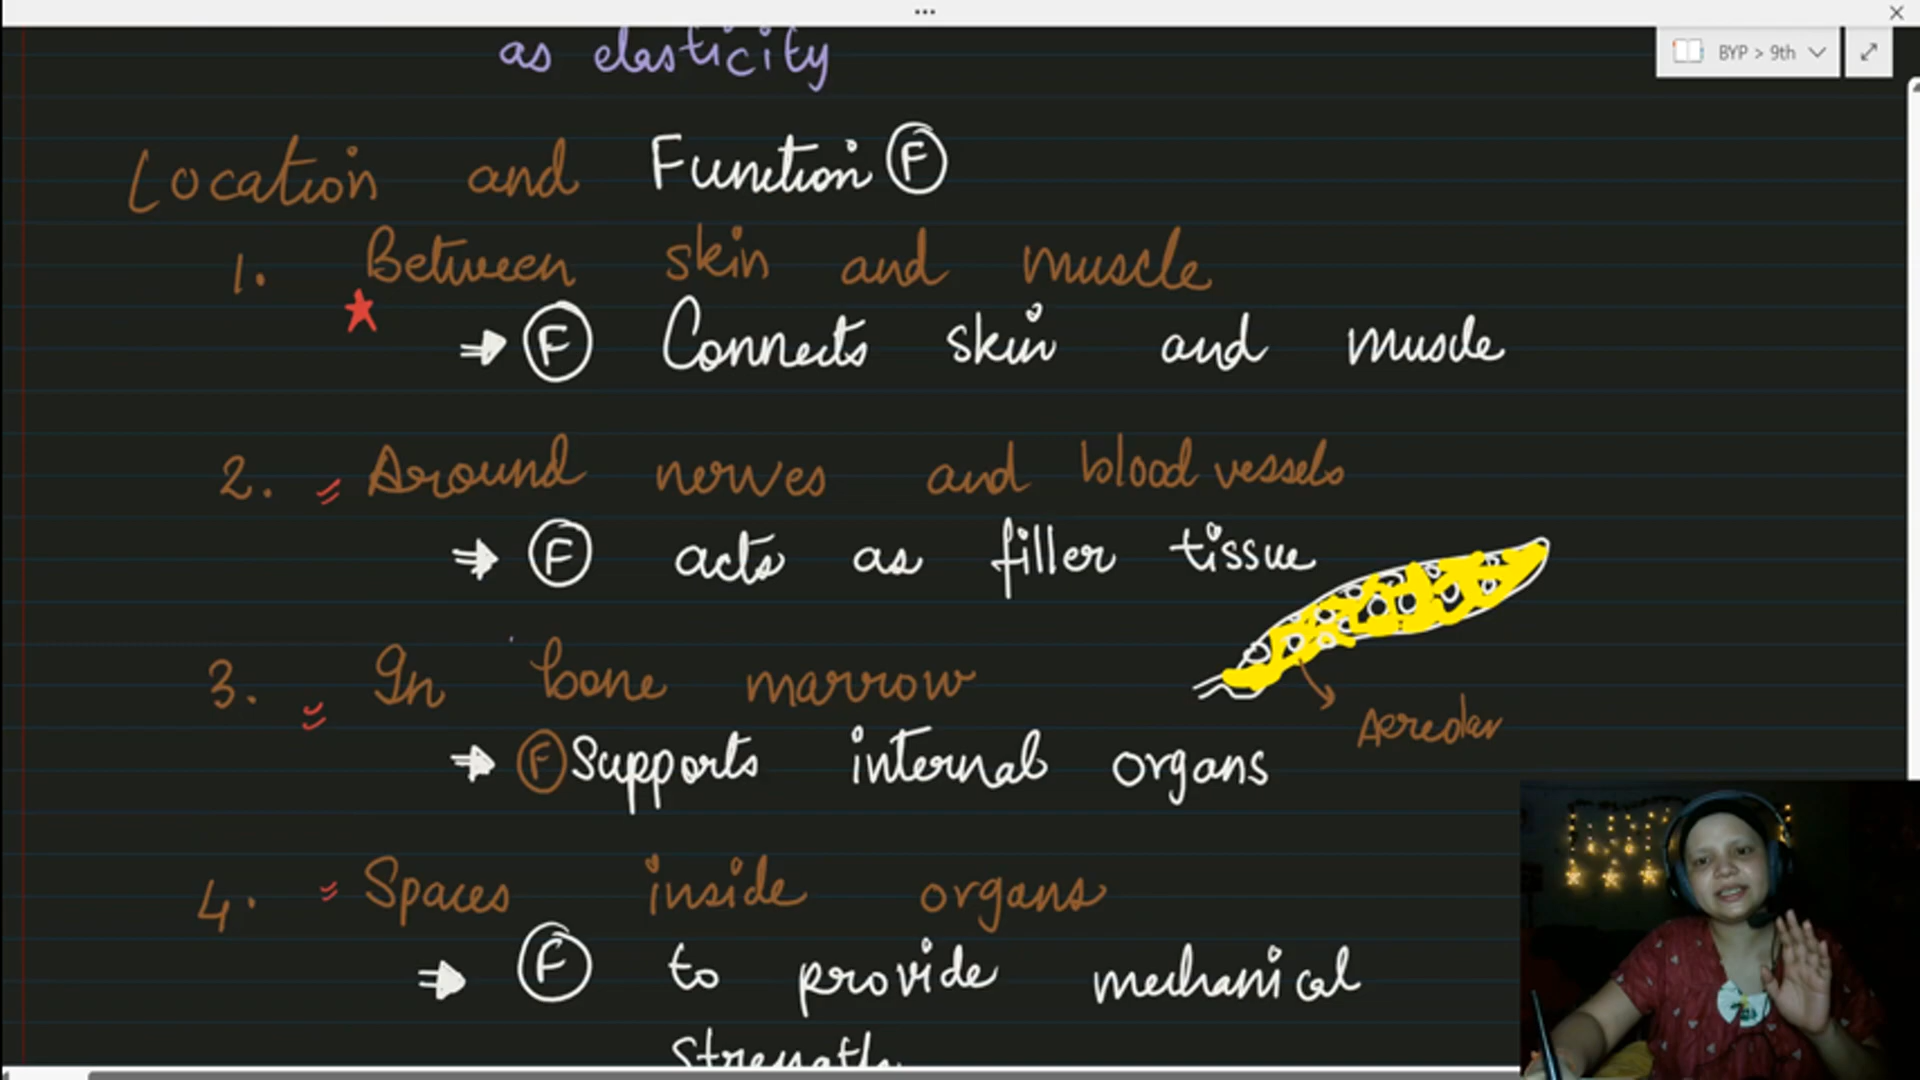 ...
BYP > 9th
as elasticity
Location and Function F
1. Between skin and muscle
F Connects skin and muscle
2. Around nerves and blood vessels
F acts as filler tissue
3. In bone marrow
Aereolar
F Supports internal organs
4. Spaces inside organs
F to provide mechanical
strength